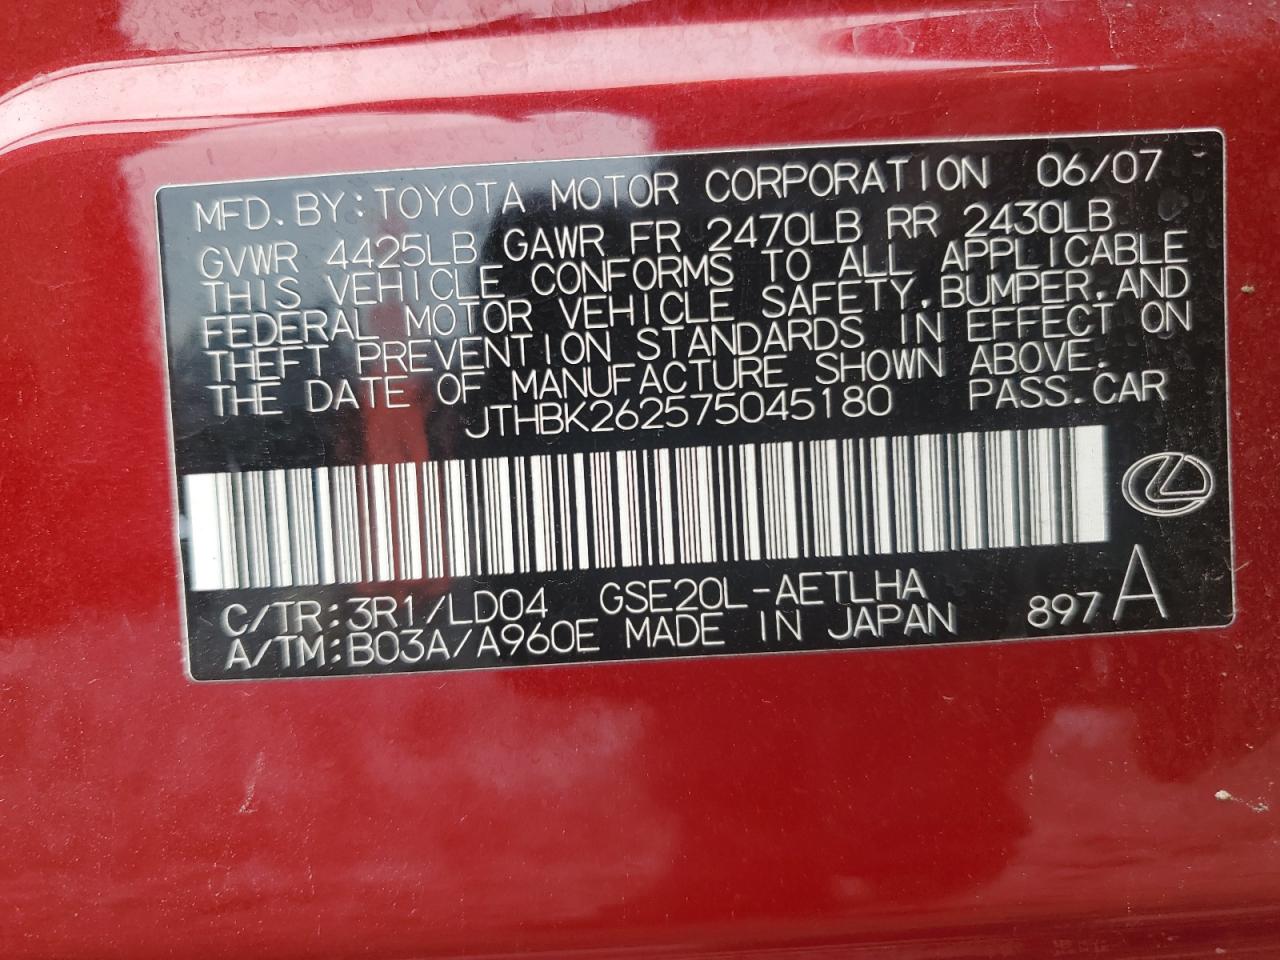 MFD. BY: TOYOTA MOTOR CORPORATION 06/07
GVWR 4425LB GAWR FR 2470LB RR 2430LB
THIS VEHICLE CONFORMS TO ALL APPLICABLE
FEDERAL MOTOR VEHICLE SAFETY, BUMPER, AND
THEFT PREVENTION STANDARDS IN EFFECT ON
THE DATE OF MANUFACTURE SHOWN ABOVE.
JTHBK262575045180 PASS. CAR
C/TR: 3R1/LD04 GSE20L-AETLHA
A/TM: B03A/A960E MADE IN JAPAN 897 A